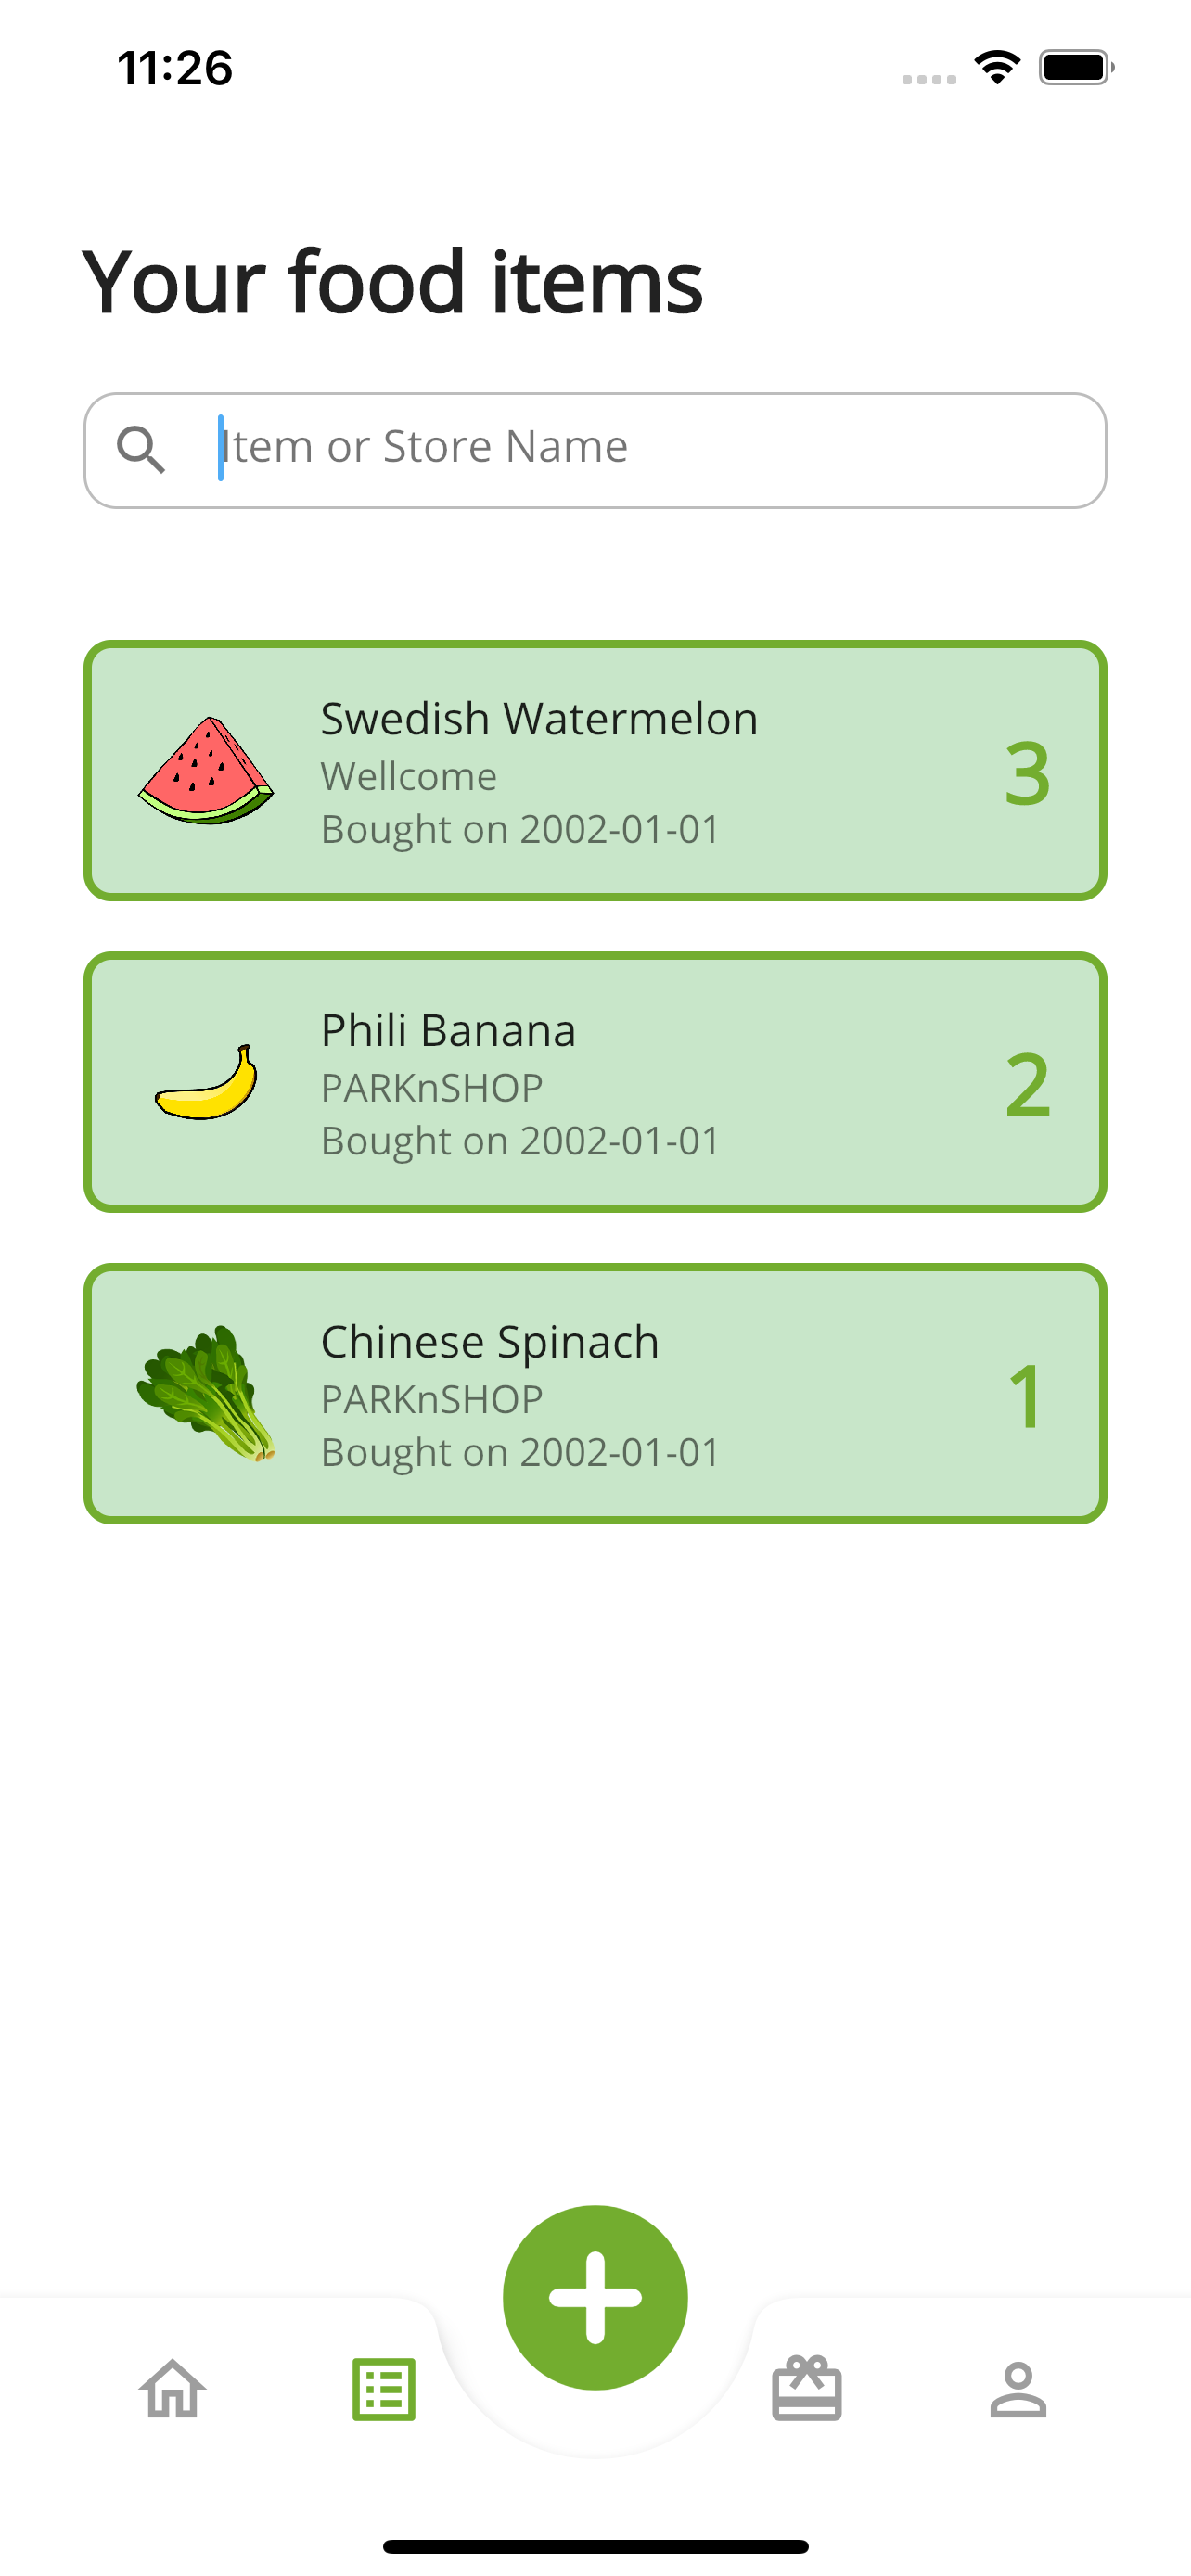 11:26
Your food items
Item or Store Name
Swedish Watermelon
Wellcome
Bought on 2002-01-01
3
Phili Banana
PARKnSHOP
Bought on 2002-01-01
2
Chinese Spinach
PARKnSHOP
Bought on 2002-01-01
1